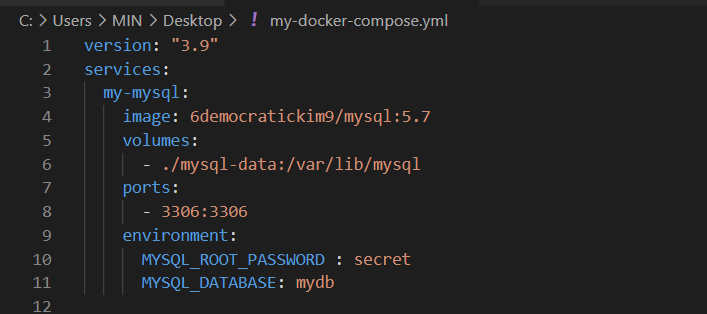 C: > Users > MIN > Desktop > ! my-docker-compose.yml
1 version: "3.9"
2 services:
3 my-mysql:
4 image: 6democratickim9/mysql:5.7
5 volumes:
6 - ./mysql-data:/var/lib/mysql
7 ports:
8 - 3306:3306
9 environment:
10 MYSQL_ROOT_PASSWORD : secret
11 MYSQL_DATABASE: mydb
12